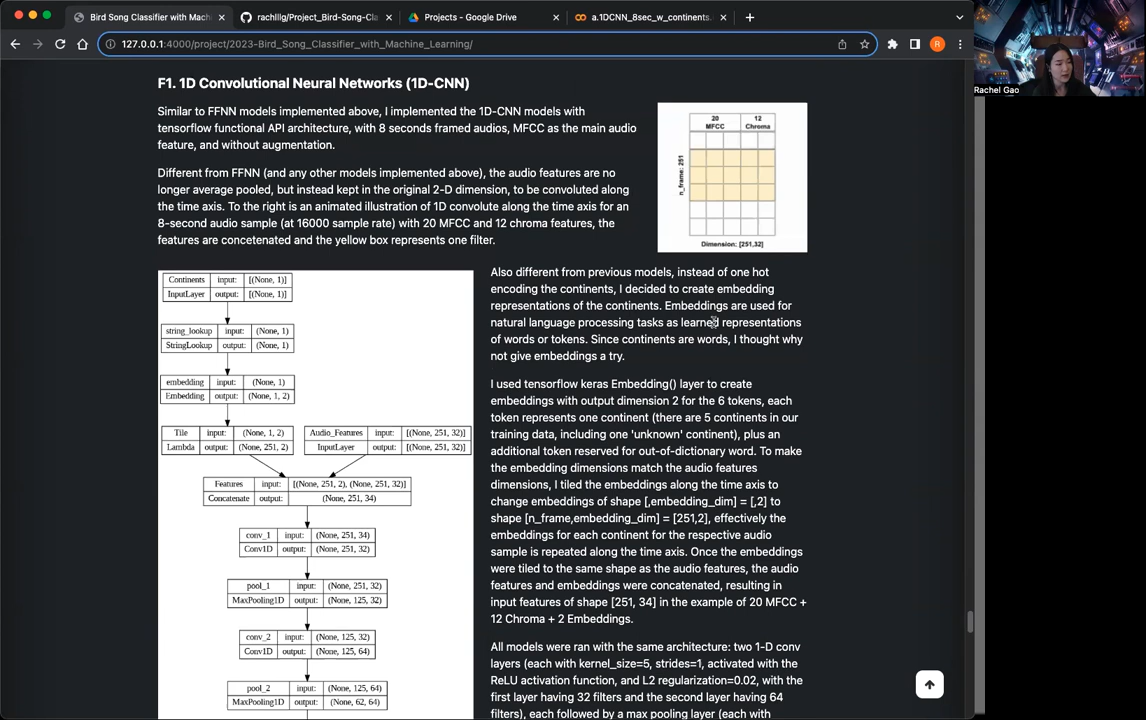 Bird Song Classifier with Mach
rachlllg/Project_Bird-Song-Cla
Projects - Google Drive
a.1DCNN_8sec_w_continents.
127.0.0.1:4000/project/2023-Bird_Song_Classifier_with_Machine_Learning/
R
Rachel Gao
F1. 1D Convolutional Neural Networks (1D-CNN)
Similar to FFNN models implemented above, I implemented the 1D-CNN models with
tensorflow functional API architecture, with 8 seconds framed audios, MFCC as the main audio
feature, and without augmentation.
Different from FFNN (and any other models implemented above), the audio features are no
longer average pooled, but instead kept in the original 2-D dimension, to be convoluted along
the time axis. To the right is an animated illustration of 1D convolute along the time axis for an
8-second audio sample (at 16000 sample rate) with 20 MFCC and 12 chroma features, the
features are concetenated and the yellow box represents one filter.
20 12
MFCC Chroma
n_frame: 251
Dimension: [251,32]
Continents input: [(None, 1)]
InputLayer output: [(None, 1)]
string_lookup input: (None, 1)
StringLookup output: (None, 1)
embedding input: (None, 1)
Embedding output: (None, 1, 2)
Tile input: (None, 1, 2)
Lambda output: (None, 251, 2)
Audio_Features input: [(None, 251, 32)]
InputLayer output: [(None, 251, 32)]
Features input: [(None, 251, 2), (None, 251, 32)]
Concatenate output: (None, 251, 34)
conv_1 input: (None, 251, 34)
Conv1D output: (None, 251, 32)
pool_1 input: (None, 251, 32)
MaxPooling1D output: (None, 125, 32)
conv_2 input: (None, 125, 32)
Conv1D output: (None, 125, 64)
pool_2 input: (None, 125, 64)
MaxPooling1D output: (None, 62, 64)
Also different from previous models, instead of one hot
encoding the continents, I decided to create embedding
representations of the continents. Embeddings are used for
natural language processing tasks as learned representations
of words or tokens. Since continents are words, I thought why
not give embeddings a try.
I used tensorflow keras Embedding() layer to create
embeddings with output dimension 2 for the 6 tokens, each
token represents one continent (there are 5 continents in our
training data, including one 'unknown' continent), plus an
additional token reserved for out-of-dictionary word. To make
the embedding dimensions match the audio features
dimensions, I tiled the embeddings along the time axis to
change embeddings of shape [,embedding_dim] = [,2] to
shape [n_frame,embedding_dim] = [251,2], effectively the
embeddings for each continent for the respective audio
sample is repeated along the time axis. Once the embeddings
were tiled to the same shape as the audio features, the audio
features and embeddings were concatenated, resulting in
input features of shape [251, 34] in the example of 20 MFCC +
12 Chroma + 2 Embeddings.
All models were ran with the same architecture: two 1-D conv
layers (each with kernel_size=5, strides=1, activated with the
ReLU activation function, and L2 regularization=0.02, with the
first layer having 32 filters and the second layer having 64
filters), each followed by a max pooling layer (each with